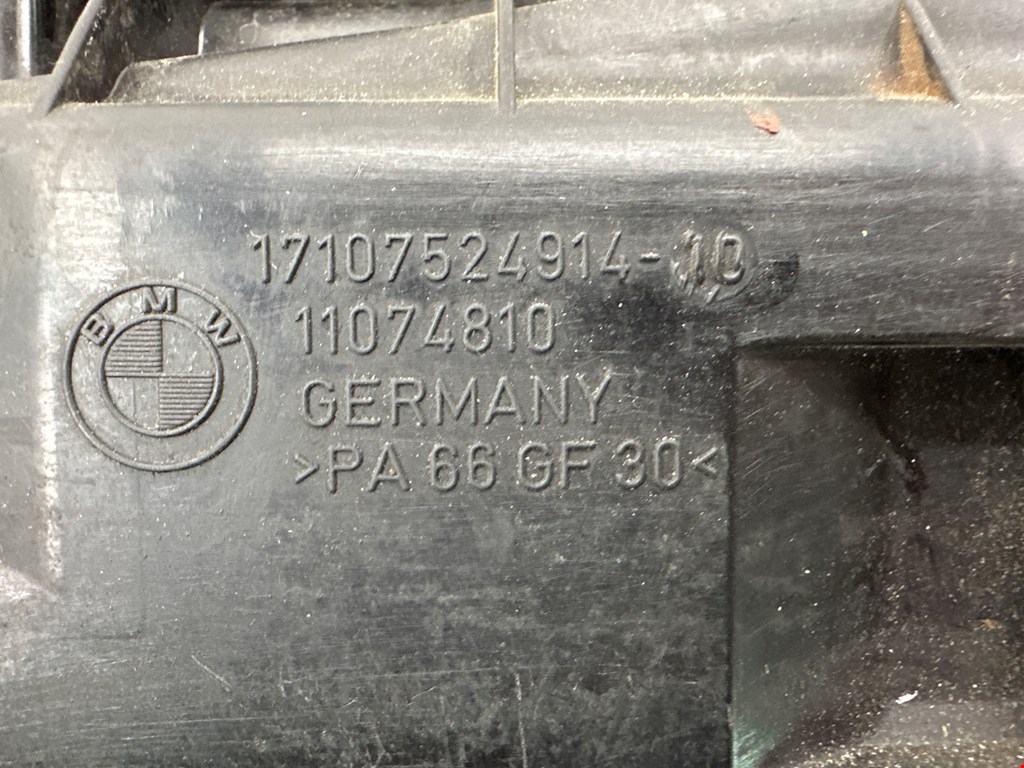 17107524914-10
BMW
11074810
GERMANY
>PA 66 GF 30<